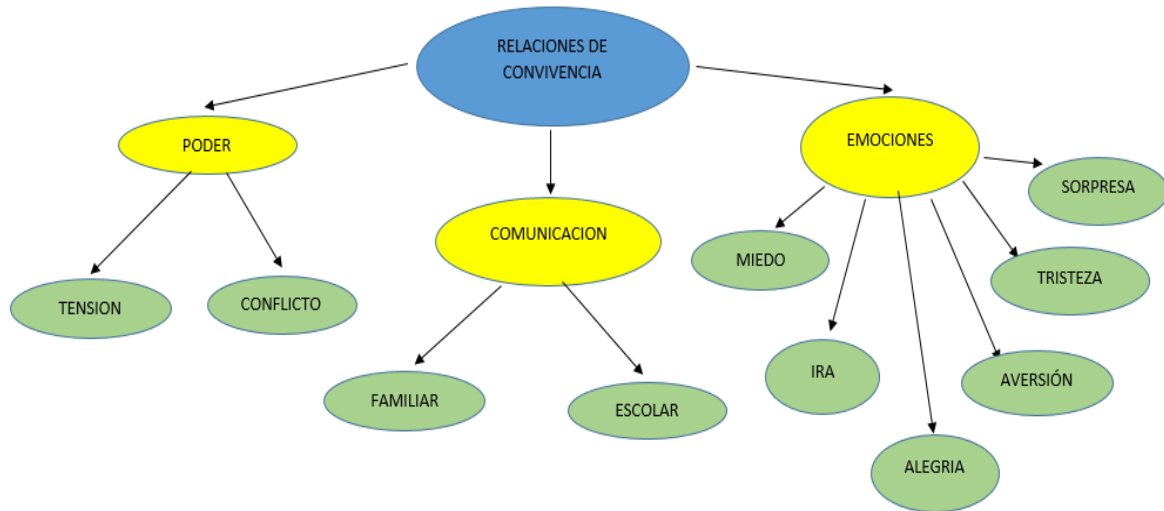 RELACIONES DE
CONVIVENCIA
PODER
EMOCIONES
SORPRESA
COMUNICACION
MIEDO
TRISTEZA
TENSION
CONFLICTO
IRA
AVERSIÓN
FAMILIAR
ESCOLAR
ALEGRIA